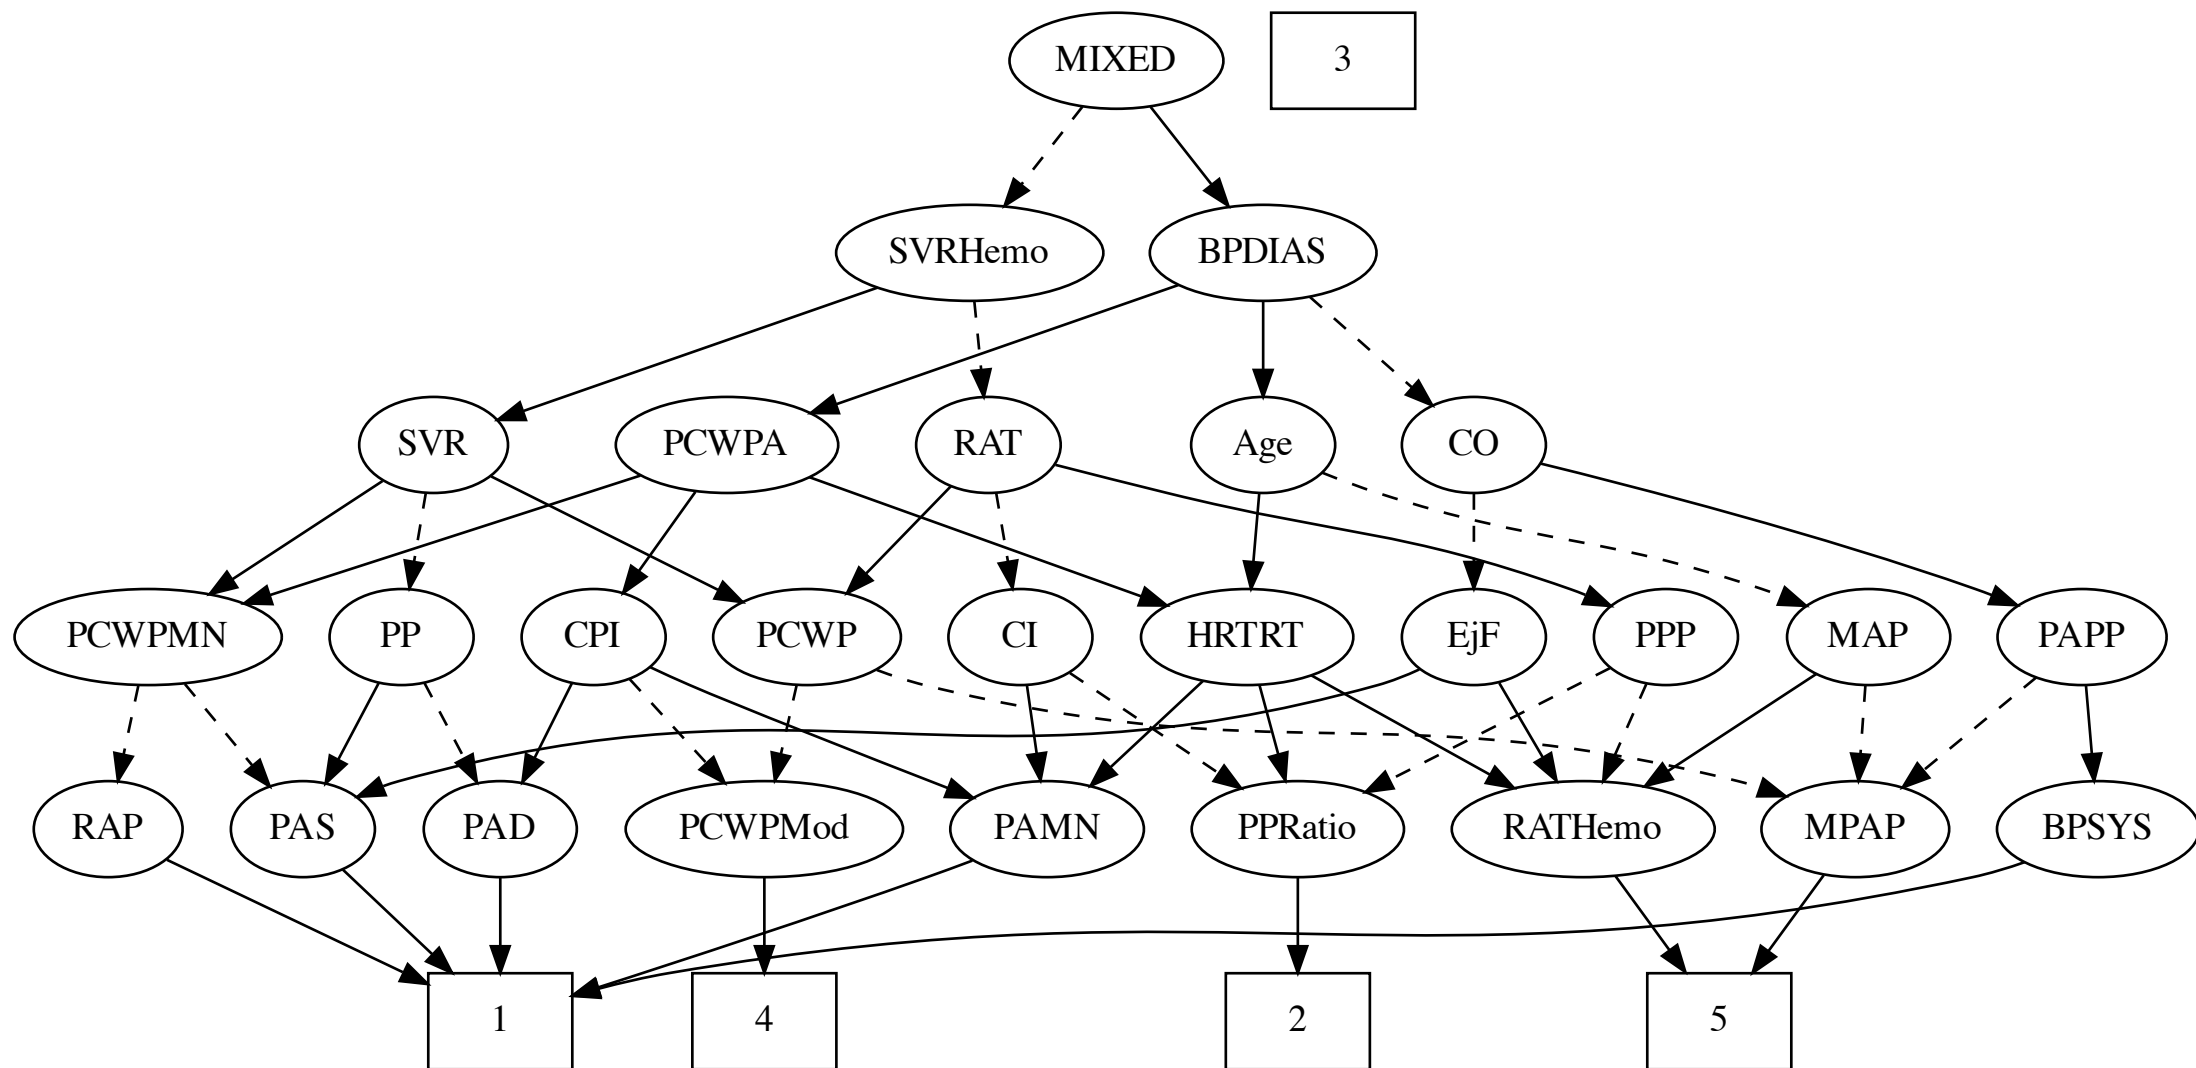 MIXED
3
SVRHemo
BPDIAS
SVR
PCWPA
RAT
Age
CO
PCWPMN
PP
CPI
PCWP
CI
HRTRT
EjF
PPP
MAP
PAPP
RAP
PAS
PAD
PCWPMod
PAMN
PPRatio
RATHemo
MPAP
BPSYS
1
4
2
5